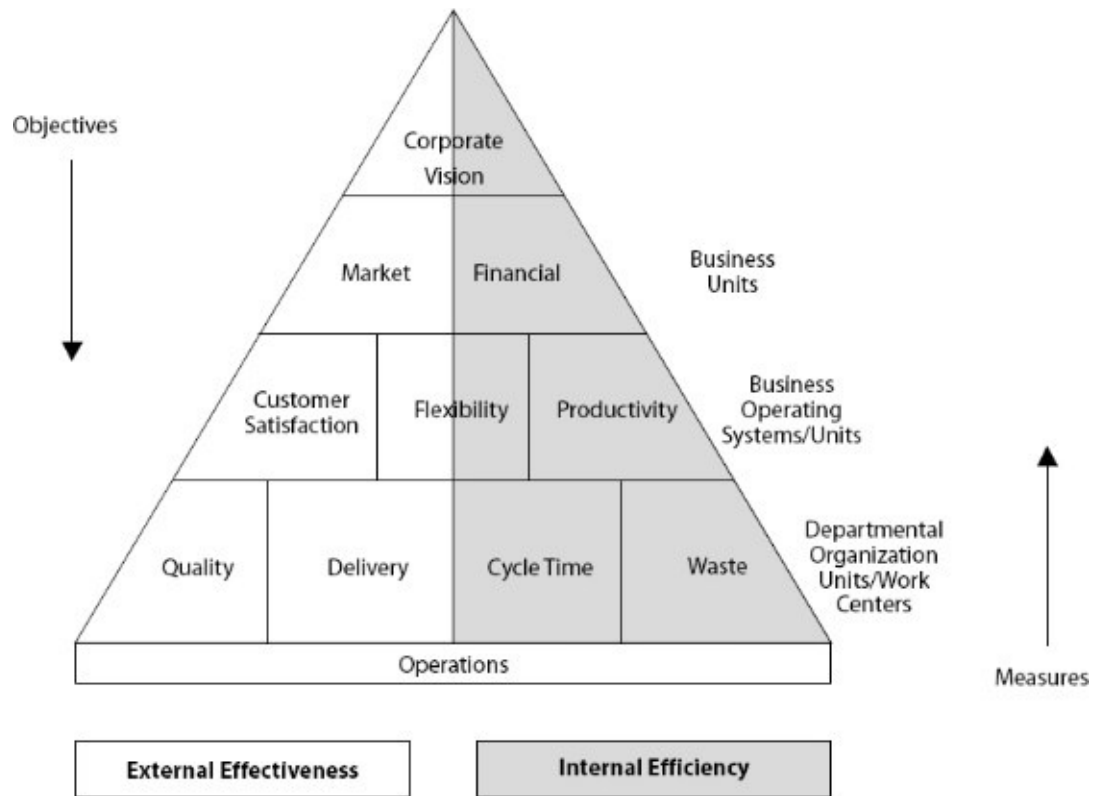 Objectives
Corporate
Vision
Market
Financial
Business
Units
Customer
Satisfaction
Flexibility
Productivity
Business
Operating
Systems/Units
Quality
Delivery
Cycle Time
Waste
Departmental
Organization
Units/Work
Centers
Operations
Measures
External Effectiveness
Internal Efficiency